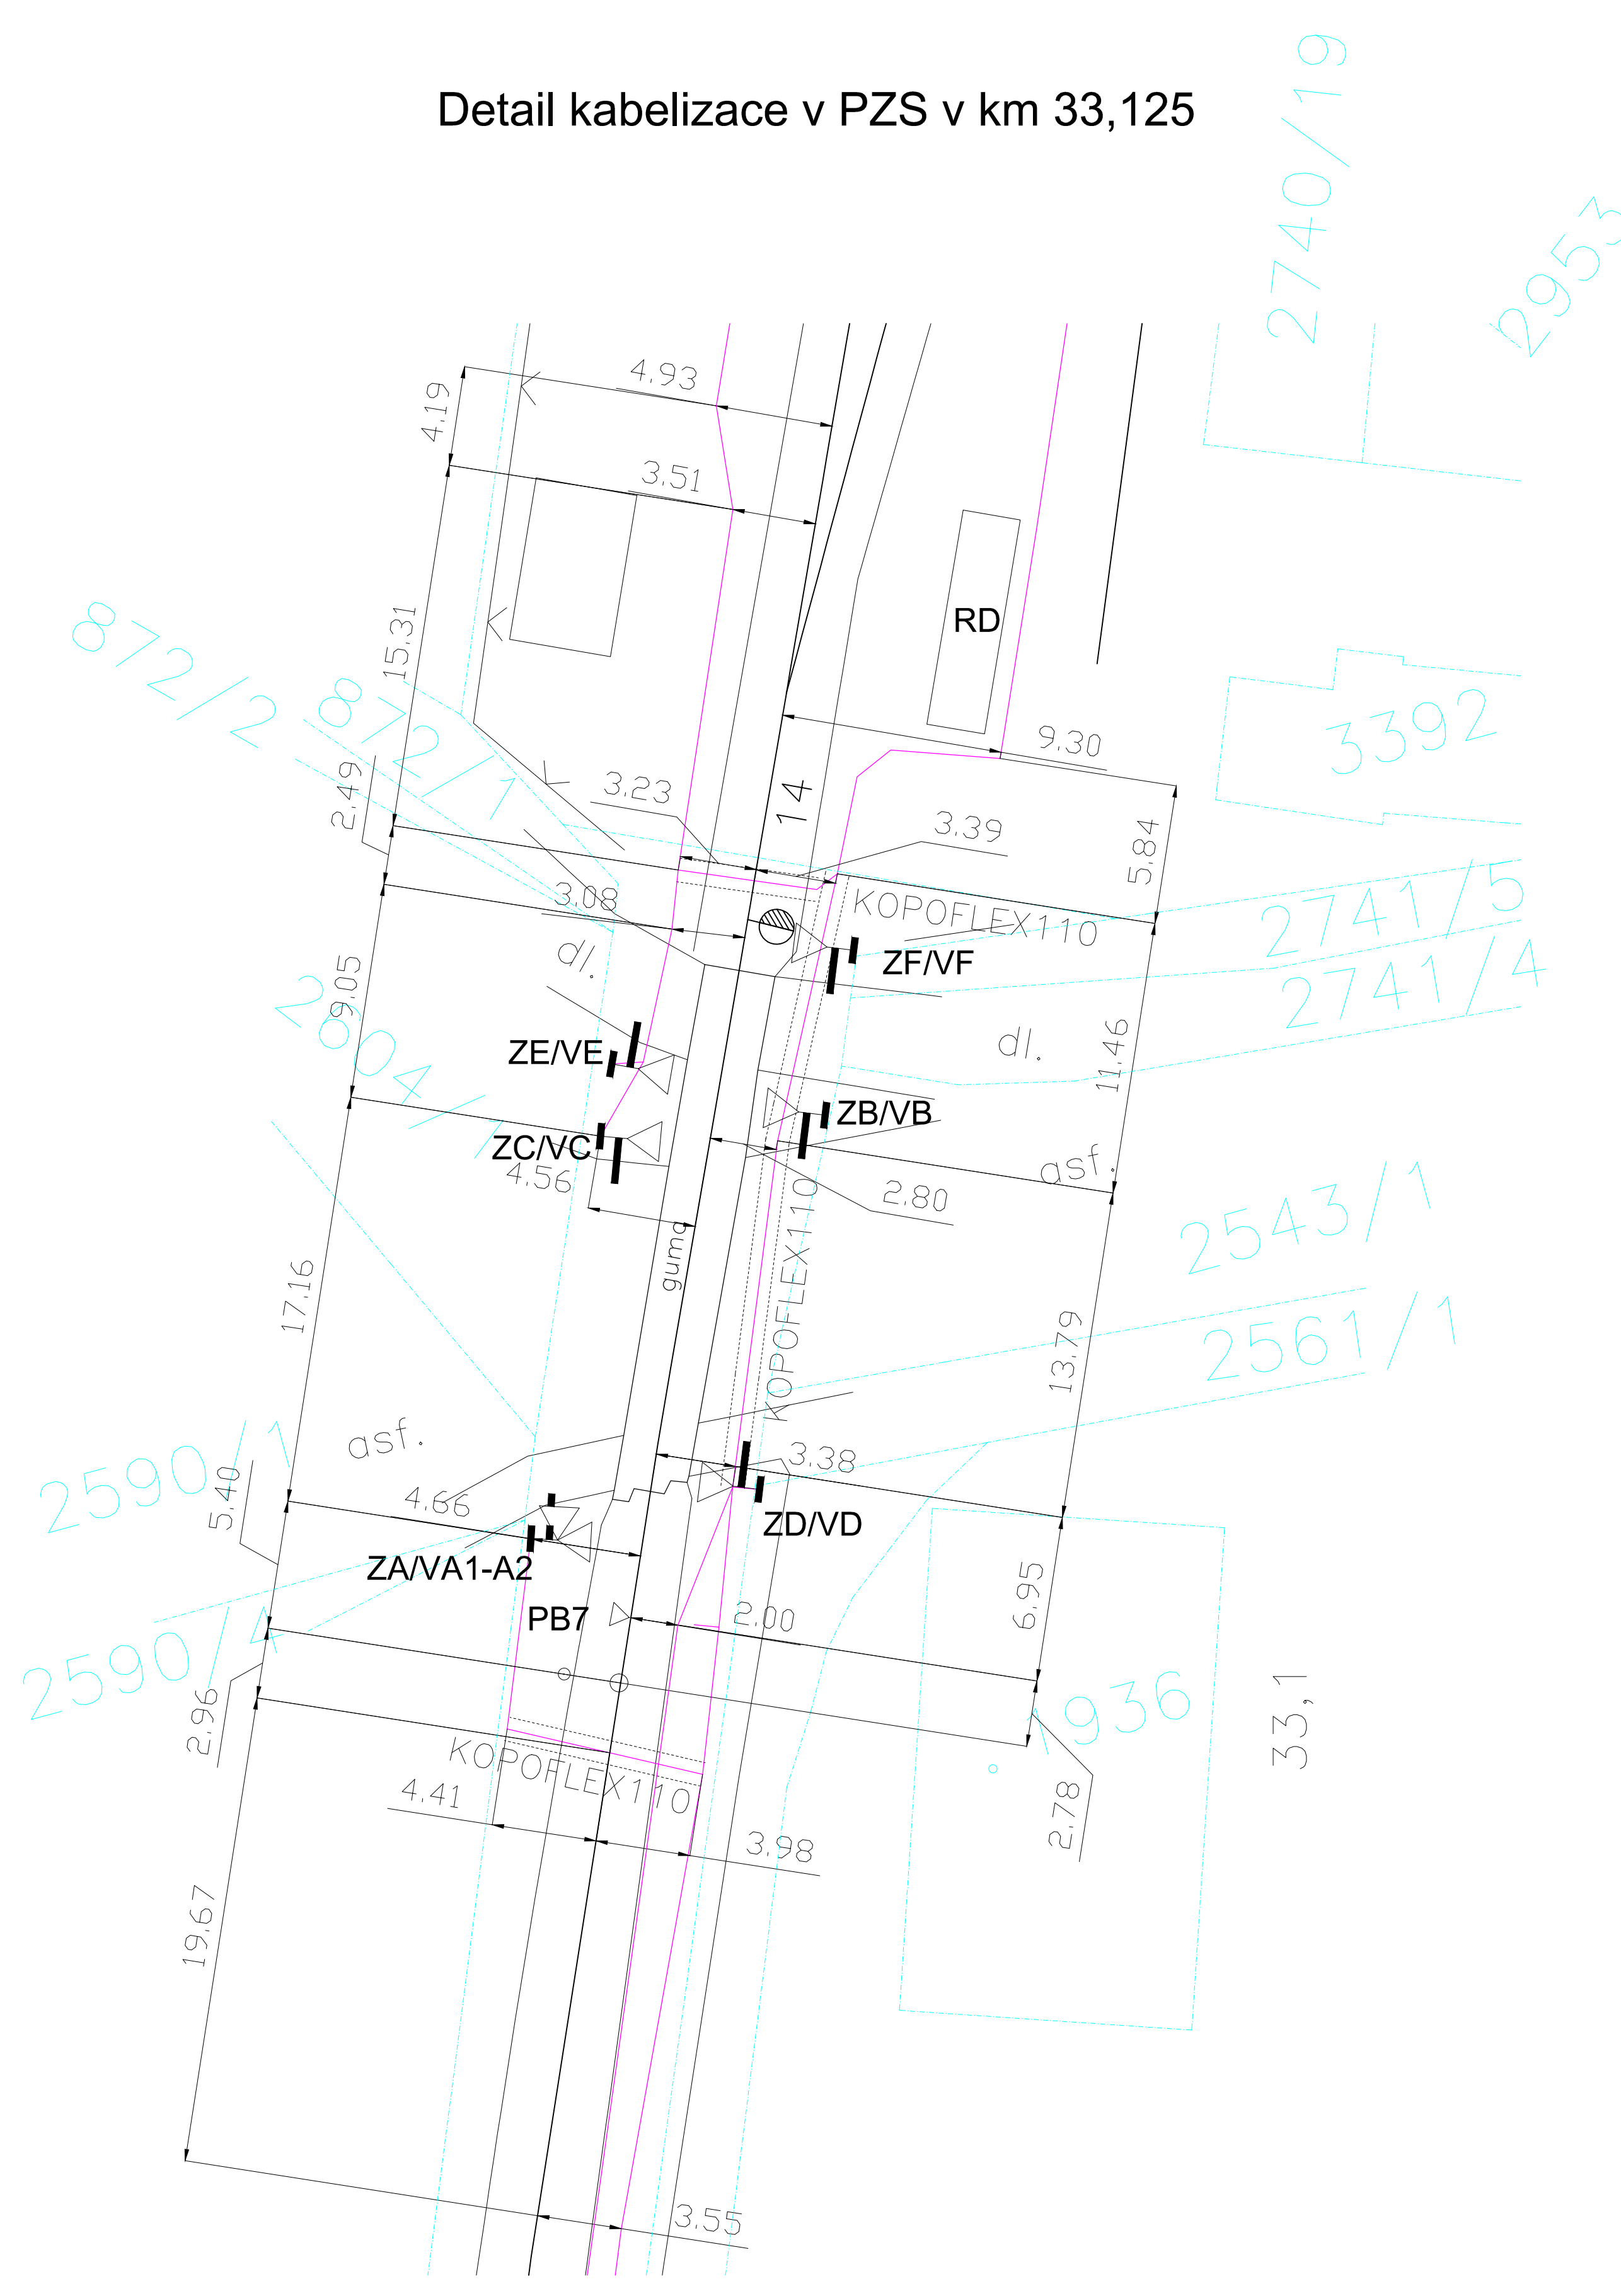 Detail kabelizace v PZS v km 33,125
2740/19
2953
4.93
4.19
3.51
15.31
RD
872/2
872/1
9.30
3392
2.49
3.23
14
3.39
5.84
3.08
KOPOFLEX110
2741/5
dl.
ZF/VF
2741/4
9.05
2604/1
dl.
11.46
ZE/VE
ZB/VB
ZC/VC
4.56
asf.
2.80
2543/1
guma
KOPOFLEX110
17.16
2561/1
13.79
asf.
2590/1
3.38
5.40
4.66
ZD/VD
ZA/VA1-A2
6.95
PB7
2.00
2590/4
936
33,1
2.96
KOPOFLEX110
4.41
2.78
3.98
19.67
3.55